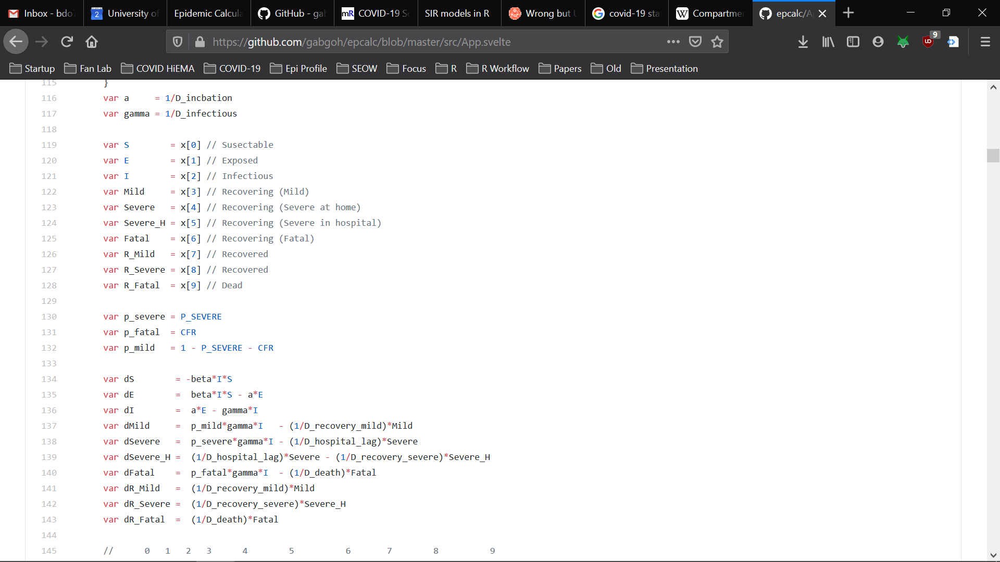 Inbox - bdo
2 University of
Epidemic Calcula
GitHub - gab
mR COVID-19 S
SIR models in R
Wrong but
covid-19 sta
W Compartme
epcalc/A
https://github.com/gabgoh/epcalc/blob/master/src/App.svelte
9
Startup Fan Lab COVID HiEMA COVID-19 Epi Profile SEOW Focus R R Workflow Papers Old Presentation
115 }
116 var a = 1/D_incbation
117 var gamma = 1/D_infectious
118
119 var S = x[0] // Susectable
120 var E = x[1] // Exposed
121 var I = x[2] // Infectious
122 var Mild = x[3] // Recovering (Mild)
123 var Severe = x[4] // Recovering (Severe at home)
124 var Severe_H = x[5] // Recovering (Severe in hospital)
125 var Fatal = x[6] // Recovering (Fatal)
126 var R_Mild = x[7] // Recovered
127 var R_Severe = x[8] // Recovered
128 var R_Fatal = x[9] // Dead
129
130 var p_severe = P_SEVERE
131 var p_fatal = CFR
132 var p_mild = 1 - P_SEVERE - CFR
133
134 var dS = -beta*I*S
135 var dE = beta*I*S - a*E
136 var dI = a*E - gamma*I
137 var dMild = p_mild*gamma*I - (1/D_recovery_mild)*Mild
138 var dSevere = p_severe*gamma*I - (1/D_hospital_lag)*Severe
139 var dSevere_H = (1/D_hospital_lag)*Severe - (1/D_recovery_severe)*Severe_H
140 var dFatal = p_fatal*gamma*I - (1/D_death)*Fatal
141 var dR_Mild = (1/D_recovery_mild)*Mild
142 var dR_Severe = (1/D_recovery_severe)*Severe_H
143 var dR_Fatal = (1/D_death)*Fatal
144
145 // 0 1 2 3 4 5 6 7 8 9